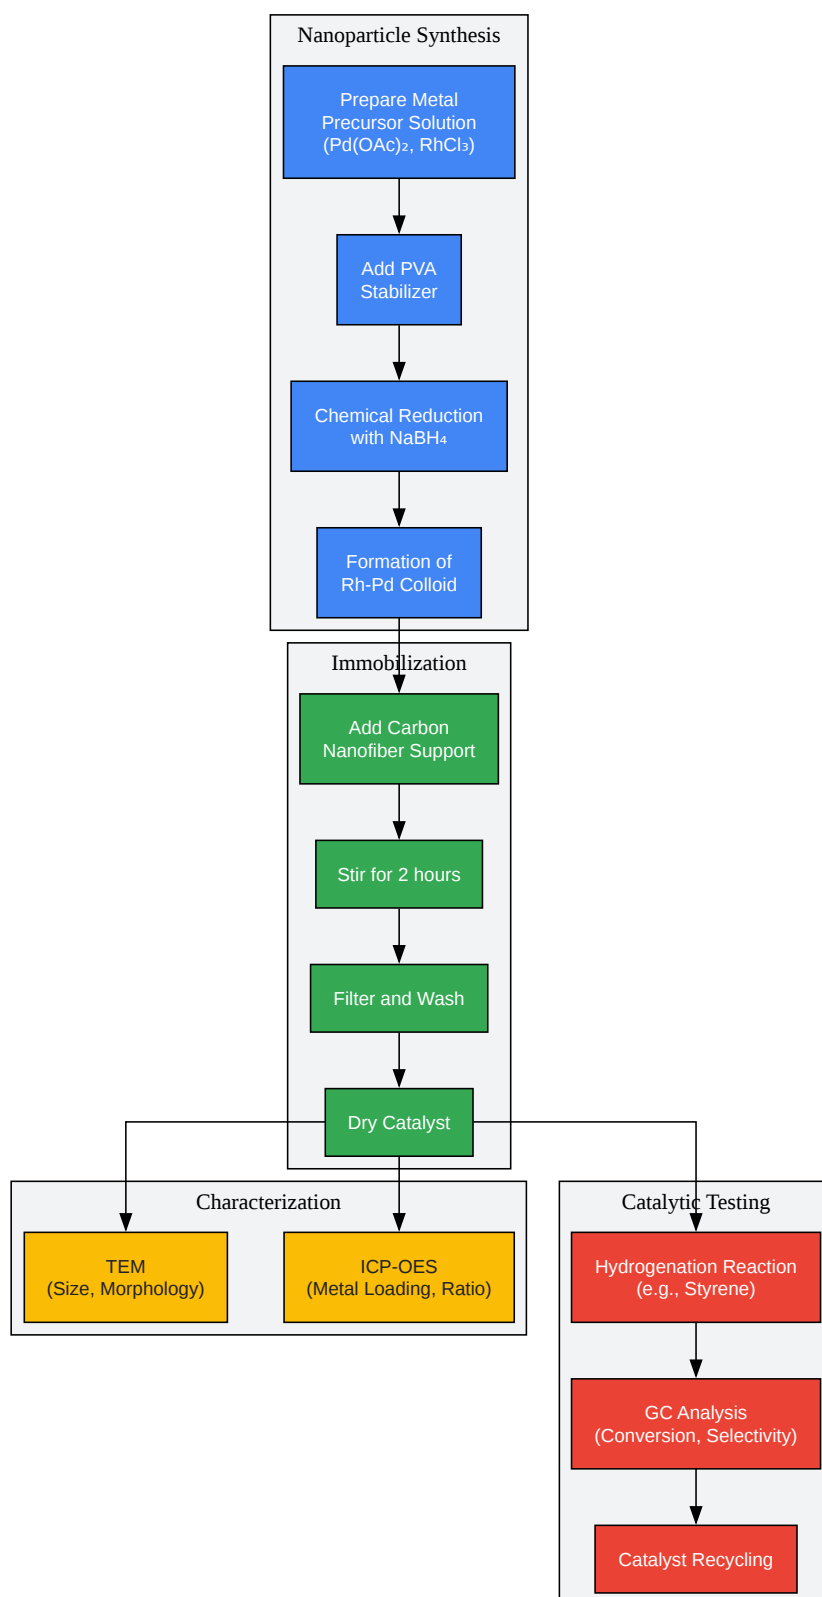 Nanoparticle Synthesis
Prepare Metal
Precursor Solution
(Pd(OAc)₂, RhCl₃)
Add PVA
Stabilizer
Chemical Reduction
with NaBH₄
Formation of
Rh-Pd Colloid
Immobilization
Add Carbon
Nanofiber Support
Stir for 2 hours
Filter and Wash
Dry Catalyst
Characterization
TEM
(Size, Morphology)
ICP-OES
(Metal Loading, Ratio)
Catalytic Testing
Hydrogenation Reaction
(e.g., Styrene)
GC Analysis
(Conversion, Selectivity)
Catalyst Recycling